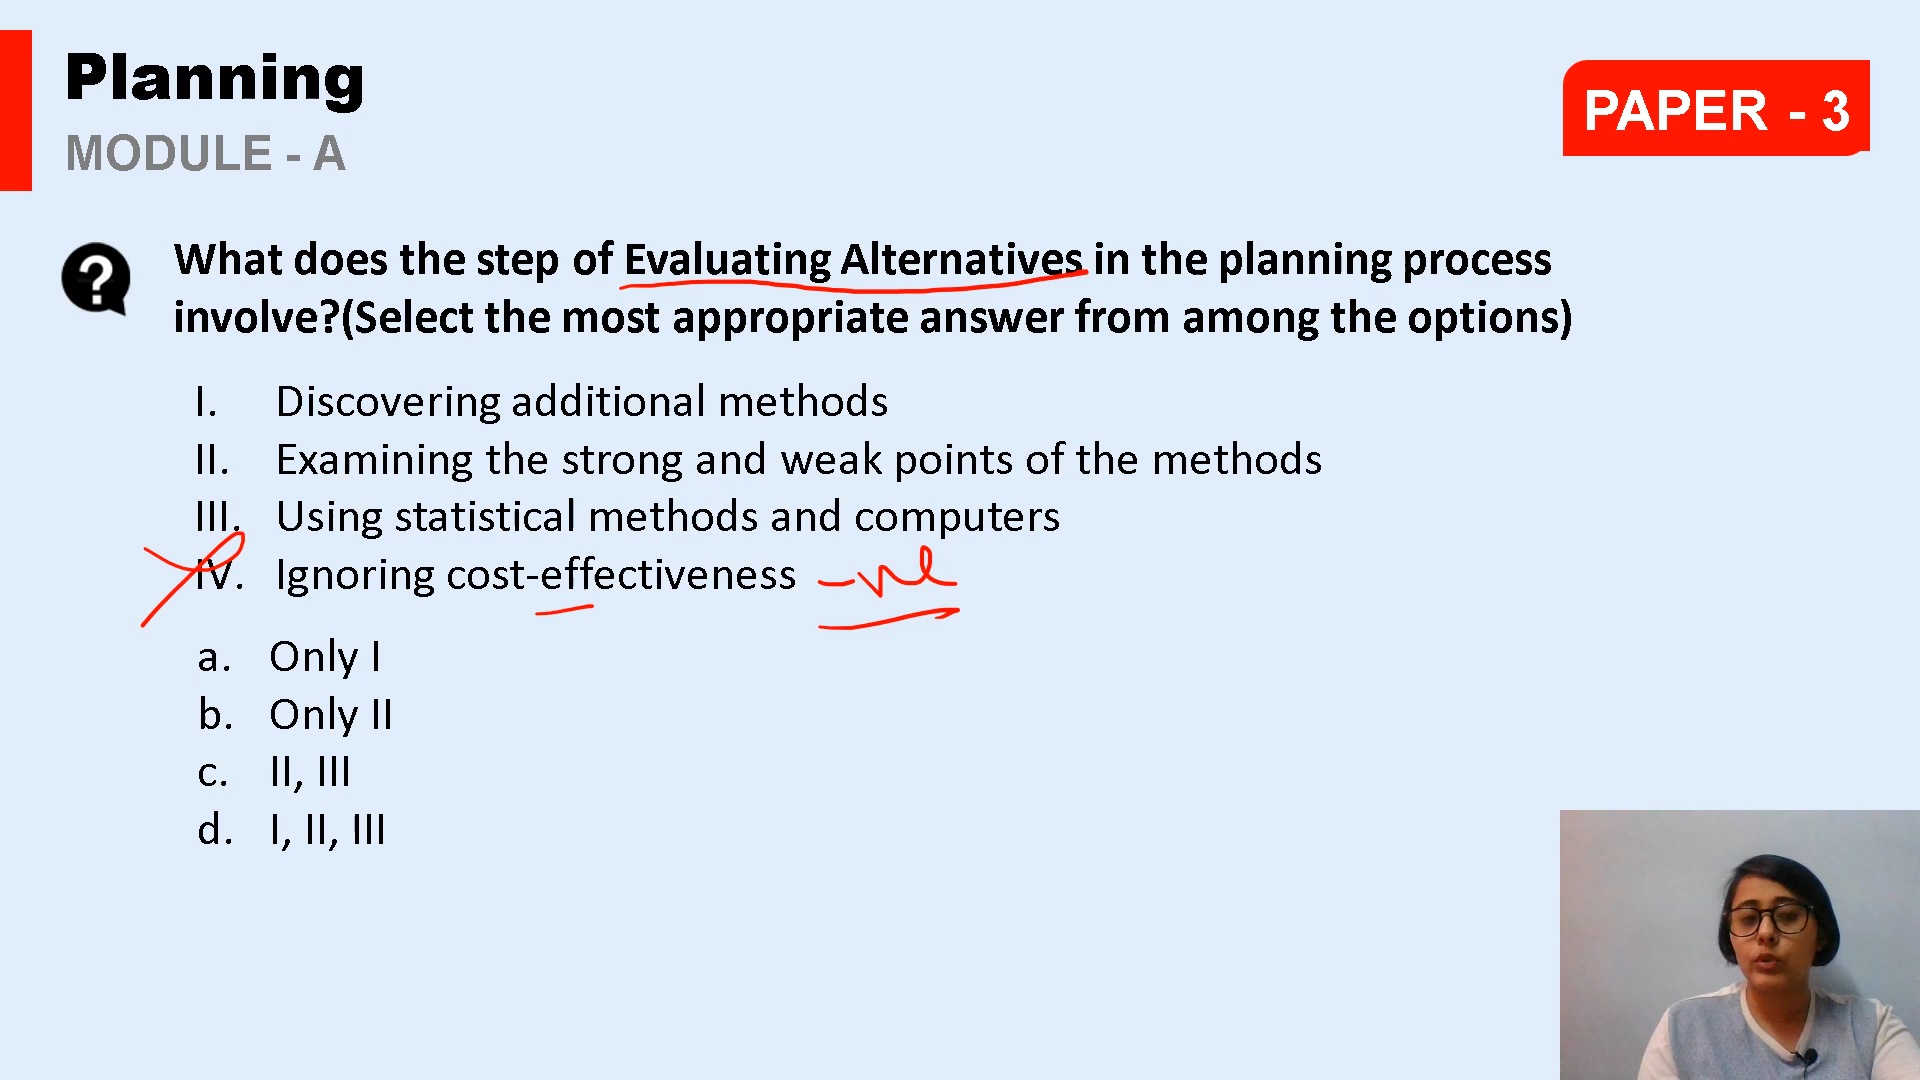 Planning
MODULE - A
PAPER - 3
What does the step of Evaluating Alternatives in the planning process
involve?(Select the most appropriate answer from among the options)
I. Discovering additional methods
II. Examining the strong and weak points of the methods
III. Using statistical methods and computers
IV. Ignoring cost-effectiveness -ve
a. Only I
b. Only II
c. II, III
d. I, II, III